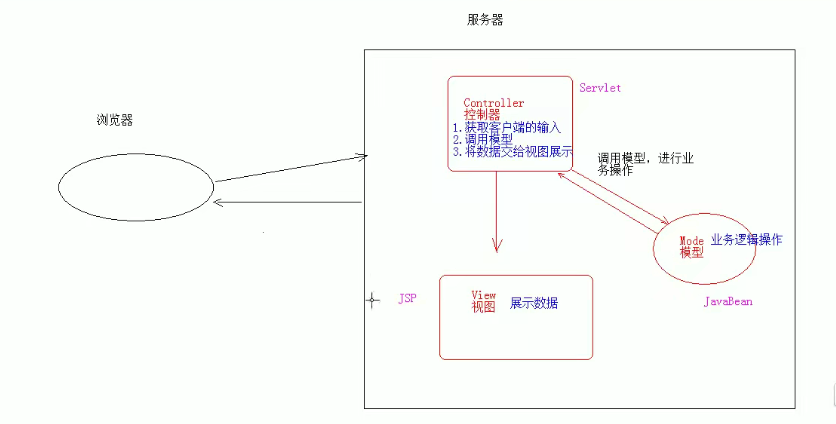 服务器
浏览器
Servlet
Controller
控制器
1.获取客户端的输入
2.调用模型
3.将数据交给视图展示
调用模型, 进行业
务操作
Mode 业务逻辑操作
模型
JavaBean
JSP
View
视图 展示数据